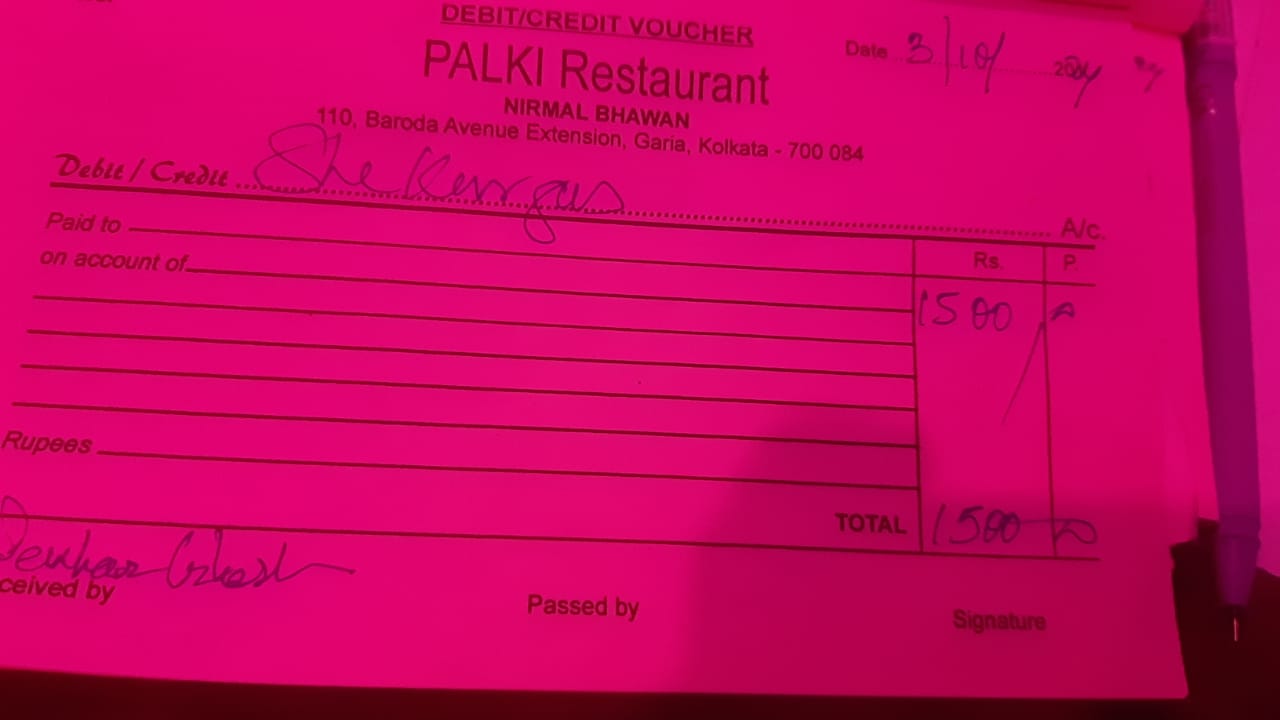 DEBIT/CREDIT VOUCHER
PALKI Restaurant
Date 3/10/ 2024
NIRMAL BHAWAN
110, Baroda Avenue Extension, Garia, Kolkata - 700 084
Debit / Credit She A/c.
Paid to Rs. P.
on account of
1500
Rupees
TOTAL 1500
Ghosh
ceived by Passed by Signature